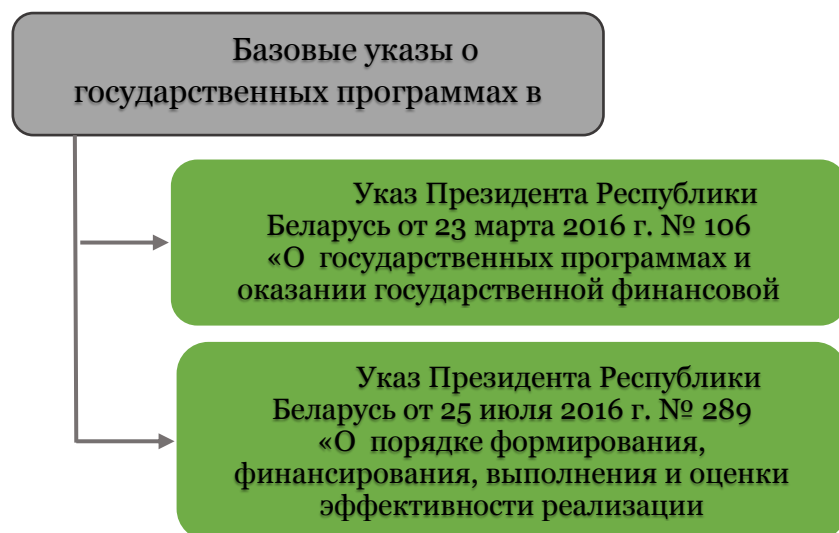 Базовые указы о
государственных программах в
Указ Президента Республики
Беларусь от 23 марта 2016 г. № 106
«О государственных программах и
оказании государственной финансовой
Указ Президента Республики
Беларусь от 25 июля 2016 г. № 289
«О порядке формирования,
финансирования, выполнения и оценки
эффективности реализации